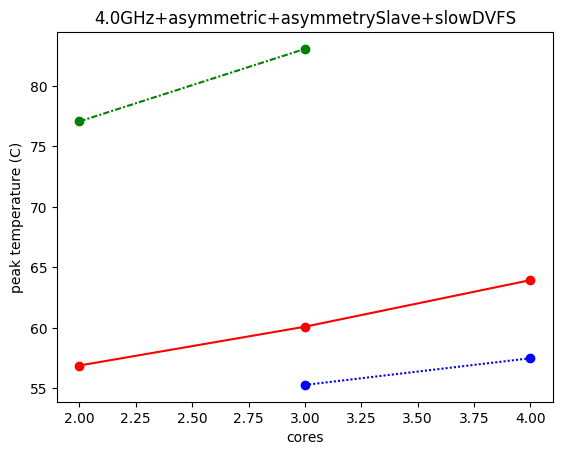 4.0GHz+asymmetric+asymmetrySlave+slowDVFS
peak temperature (C)
80
75
70
65
60
55
2.00 2.25 2.50 2.75 3.00 3.25 3.50 3.75 4.00
cores